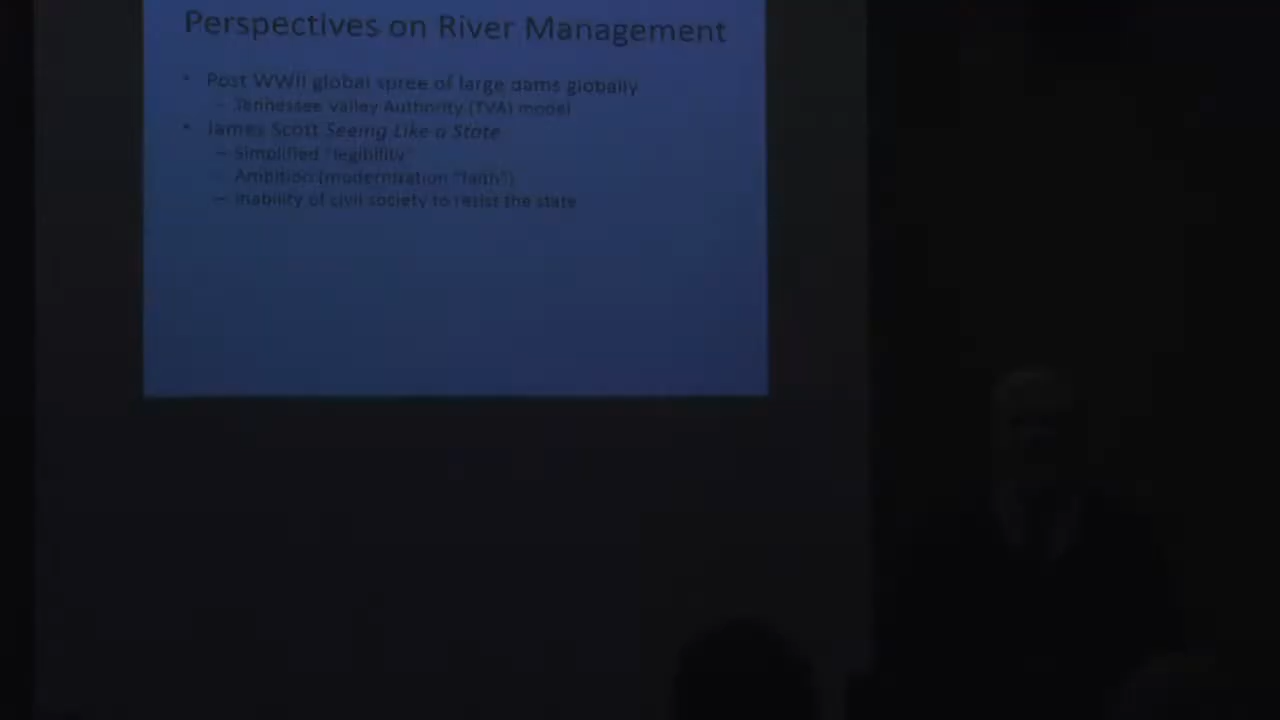 Perspectives on River Management
• Post WWII global spree of large dams globally
– Tennessee Valley Authority (TVA) model
• James Scott Seeing Like a State
– Simplified "legibility"
– Ambition (modernization "faith")
– Inability of civil society to resist the state